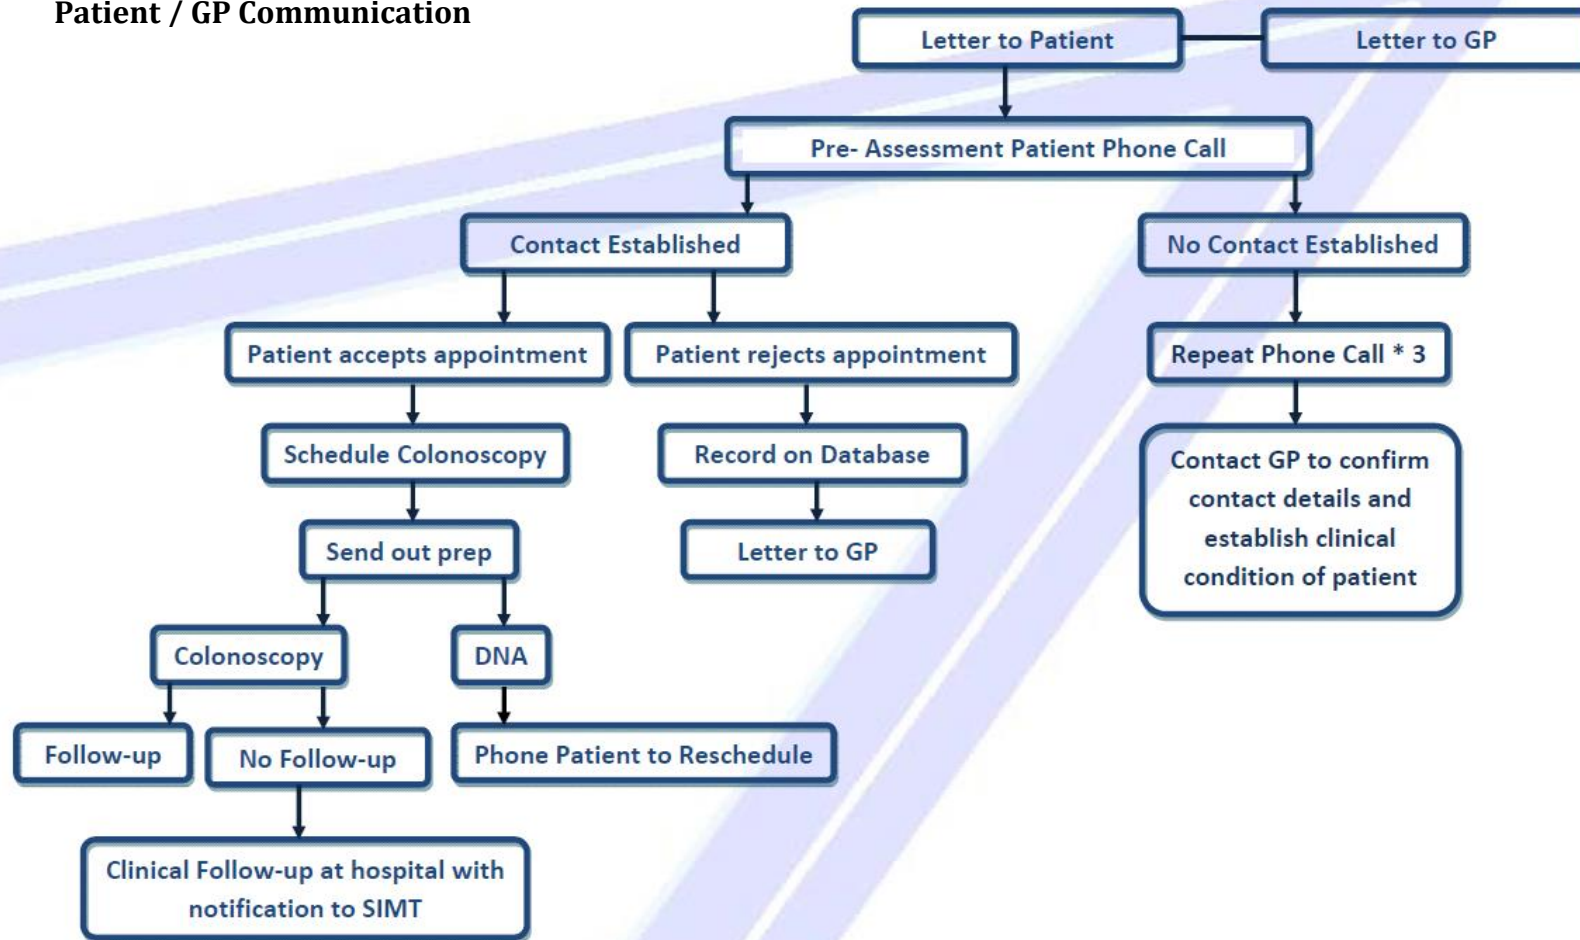 Patient / GP Communication
Letter to Patient
Letter to GP
Pre- Assessment Patient Phone Call
Contact Established
No Contact Established
Patient accepts appointment
Patient rejects appointment
Repeat Phone Call * 3
Schedule Colonoscopy
Record on Database
Contact GP to confirm
contact details and
establish clinical
condition of patient
Send out prep
Letter to GP
Colonoscopy
DNA
Follow-up
No Follow-up
Phone Patient to Reschedule
Clinical Follow-up at hospital with
notification to SIMT